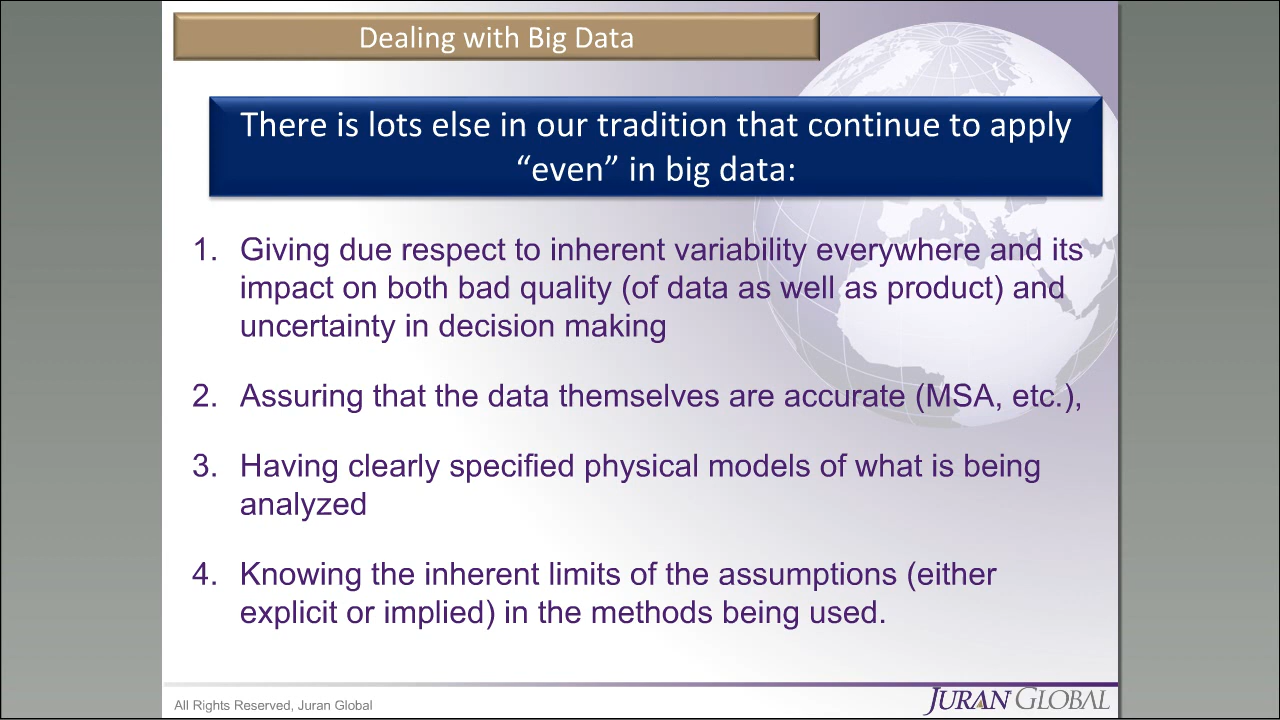 Dealing with Big Data
There is lots else in our tradition that continue to apply
“even” in big data:
1. Giving due respect to inherent variability everywhere and its
impact on both bad quality (of data as well as product) and
uncertainty in decision making
2. Assuring that the data themselves are accurate (MSA, etc.),
3. Having clearly specified physical models of what is being
analyzed
4. Knowing the inherent limits of the assumptions (either
explicit or implied) in the methods being used.
All Rights Reserved, Juran Global
JURAN GLOBAL